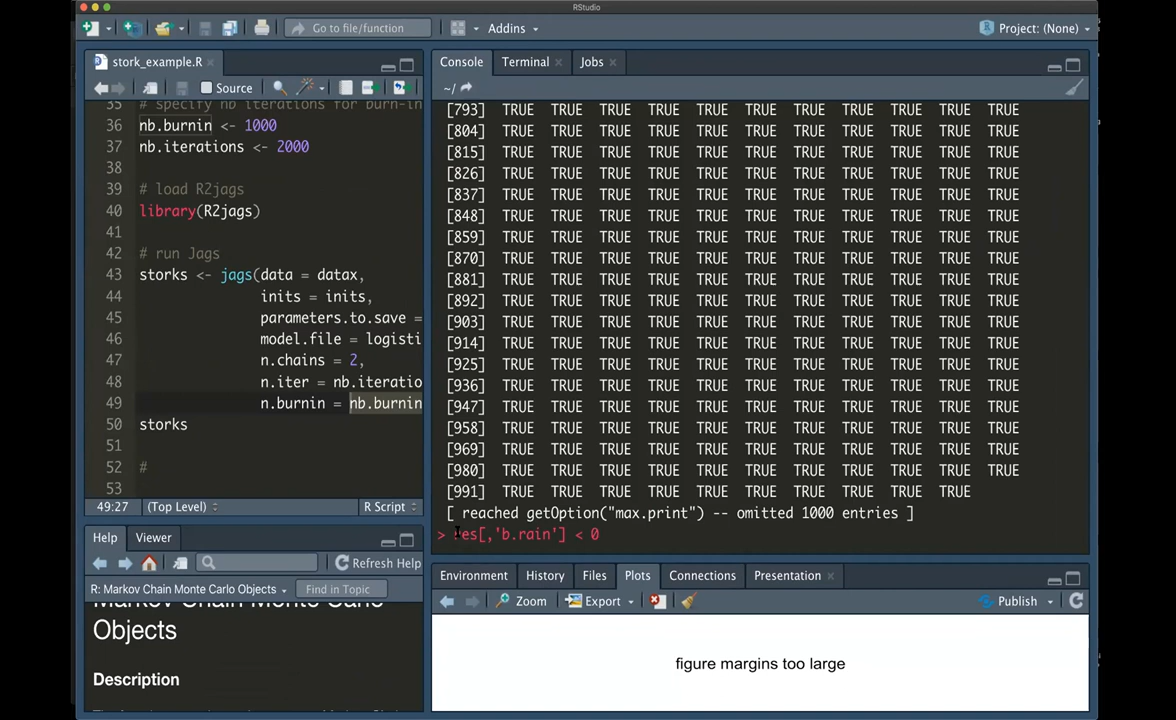 RStudio
Go to file/function
Addins
Project: (None)
stork_example.R
Source
35 # specify nb iterations for burn-in
36 nb.burnin <- 1000
37 nb.iterations <- 2000
38
39 # load R2jags
40 library(R2jags)
41
42 # run Jags
43 storks <- jags(data = datax,
44 inits = inits,
45 parameters.to.save =
46 model.file = logisti
47 n.chains = 2,
48 n.iter = nb.iteratio
49 n.burnin = nb.burnin
50 storks
51
52 #
53
49:27 (Top Level) R Script
Help Viewer
Refresh Help
R: Markov Chain Monte Carlo Objects Find in Topic
Markov Chain Monte Carlo
Objects
Description
Console Terminal Jobs
~/
[793] TRUE TRUE TRUE TRUE TRUE TRUE TRUE TRUE TRUE TRUE TRUE
[804] TRUE TRUE TRUE TRUE TRUE TRUE TRUE TRUE TRUE TRUE TRUE
[815] TRUE TRUE TRUE TRUE TRUE TRUE TRUE TRUE TRUE TRUE TRUE
[826] TRUE TRUE TRUE TRUE TRUE TRUE TRUE TRUE TRUE TRUE TRUE
[837] TRUE TRUE TRUE TRUE TRUE TRUE TRUE TRUE TRUE TRUE TRUE
[848] TRUE TRUE TRUE TRUE TRUE TRUE TRUE TRUE TRUE TRUE TRUE
[859] TRUE TRUE TRUE TRUE TRUE TRUE TRUE TRUE TRUE TRUE TRUE
[870] TRUE TRUE TRUE TRUE TRUE TRUE TRUE TRUE TRUE TRUE TRUE
[881] TRUE TRUE TRUE TRUE TRUE TRUE TRUE TRUE TRUE TRUE TRUE
[892] TRUE TRUE TRUE TRUE TRUE TRUE TRUE TRUE TRUE TRUE TRUE
[903] TRUE TRUE TRUE TRUE TRUE TRUE TRUE TRUE TRUE TRUE TRUE
[914] TRUE TRUE TRUE TRUE TRUE TRUE TRUE TRUE TRUE TRUE TRUE
[925] TRUE TRUE TRUE TRUE TRUE TRUE TRUE TRUE TRUE TRUE TRUE
[936] TRUE TRUE TRUE TRUE TRUE TRUE TRUE TRUE TRUE TRUE TRUE
[947] TRUE TRUE TRUE TRUE TRUE TRUE TRUE TRUE TRUE TRUE TRUE
[958] TRUE TRUE TRUE TRUE TRUE TRUE TRUE TRUE TRUE TRUE TRUE
[969] TRUE TRUE TRUE TRUE TRUE TRUE TRUE TRUE TRUE TRUE TRUE
[980] TRUE TRUE TRUE TRUE TRUE TRUE TRUE TRUE TRUE TRUE TRUE
[991] TRUE TRUE TRUE TRUE TRUE TRUE TRUE TRUE TRUE TRUE
[ reached getOption("max.print") -- omitted 1000 entries ]
> res[,'b.rain'] < 0
Environment History Files Plots Connections Presentation
Zoom Export Publish
figure margins too large